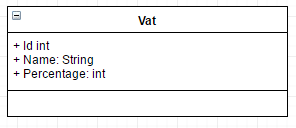 Vat
+ Id int
+ Name: String
+ Percentage: int